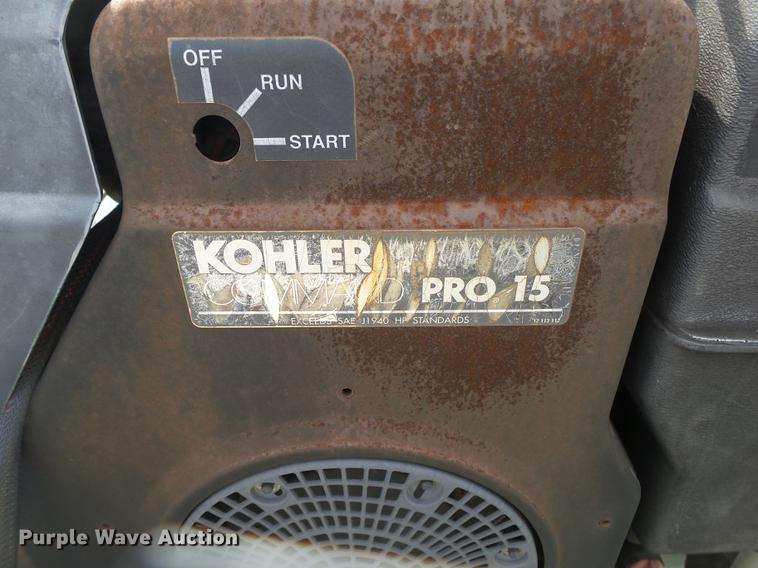 OFF
RUN
START
KOHLER
COMMAND PRO 15
EXCEEDS SAE J1940 HP STANDARDS
Purple Wave Auction